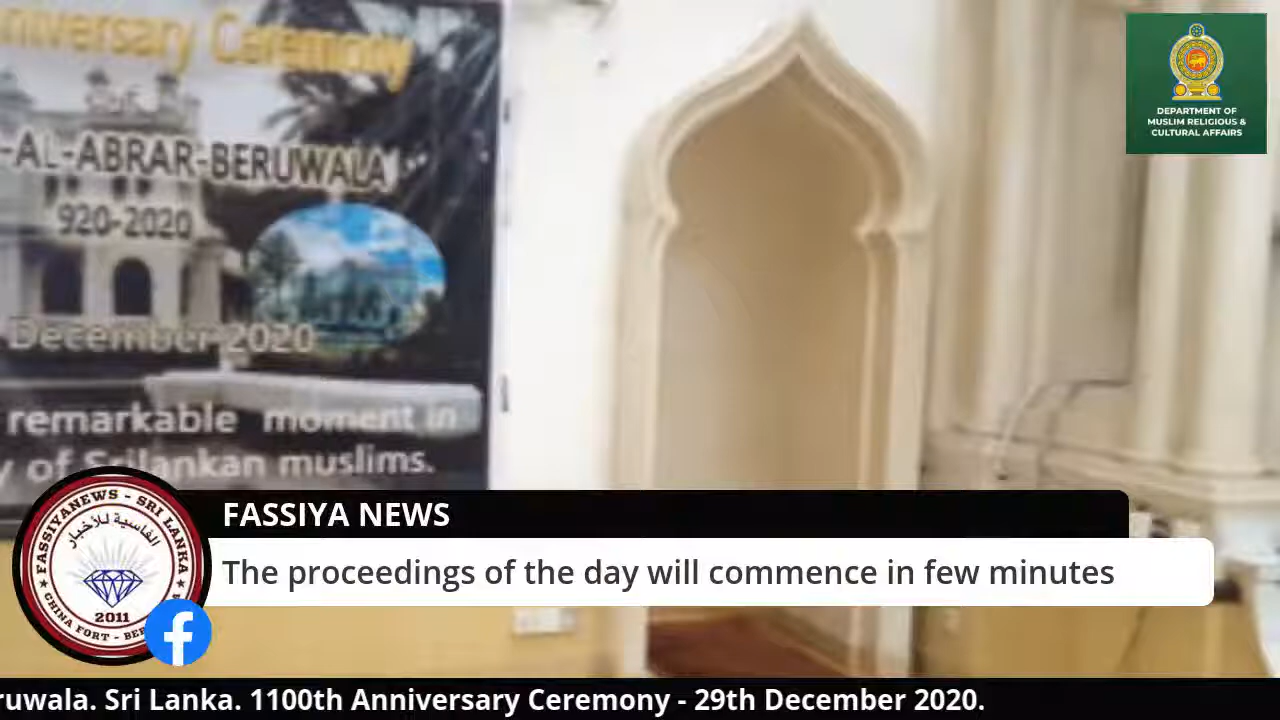 niversary Ceremony
-AL-ABRAR-BERUWALA
920-2020
December 2020
remarkable moment in
y of Srilankan muslims.
DEPARTMENT OF
MUSLIM RELIGIOUS &
CULTURAL AFFAIRS
FASSIYANEWS - SRI LANKA
الفاسية للأخبار
2011
CHINA FORT - BER
FASSIYA NEWS
The proceedings of the day will commence in few minutes
ruwala. Sri Lanka. 1100th Anniversary Ceremony - 29th December 2020.